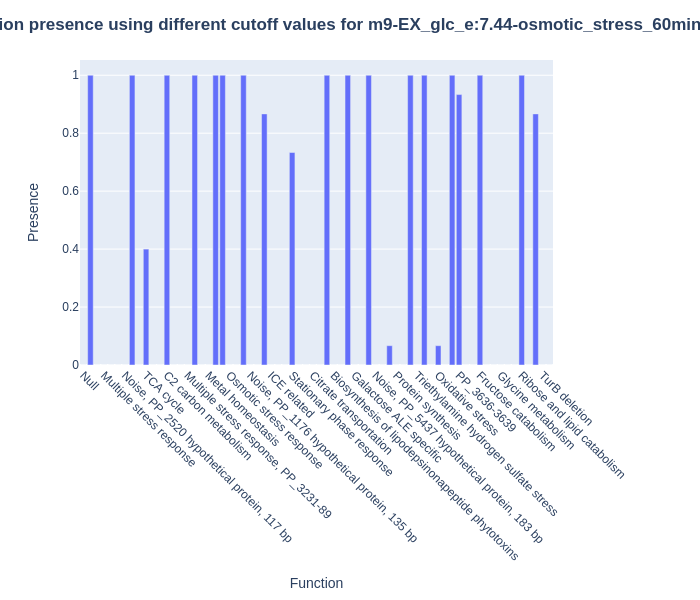 ion presence using different cutoff values for m9-EX_glc_e:7.44-osmotic_stress_60min
Presence
1
0.8
0.6
0.4
0.2
0
Null
Multiple stress response
Noise, PP_2520 hypothetical protein, 117 bp
TCA cycle
C2 carbon metabolism
Multiple stress response, PP_3231-89
Metal homeostasis
Osmotic stress response
Noise, PP_1176 hypothetical protein, 135 bp
ICE related
Stationary phase response
Citrate transportation
Biosynthesis of lipodepsinonapeptide phytotoxins
Galactose ALE specific
Noise, PP_5437 hypothetical protein, 183 bp
Protein synthesis
Triethylamine hydrogen sulfate stress
Oxidative stress
PP_3636-3639
Fructose catabolism
Glycine metabolism
Ribose and lipid catabolism
TurB deletion
Function